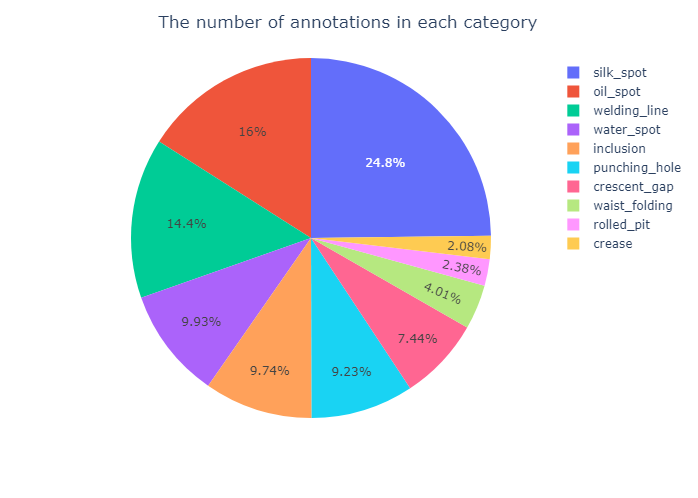 The number of annotations in each category
silk_spot
oil_spot
welding_line
water_spot
inclusion
punching_hole
crescent_gap
waist_folding
rolled_pit
crease
24.8%
16%
14.4%
9.93%
9.74%
9.23%
7.44%
4.01%
2.38%
2.08%